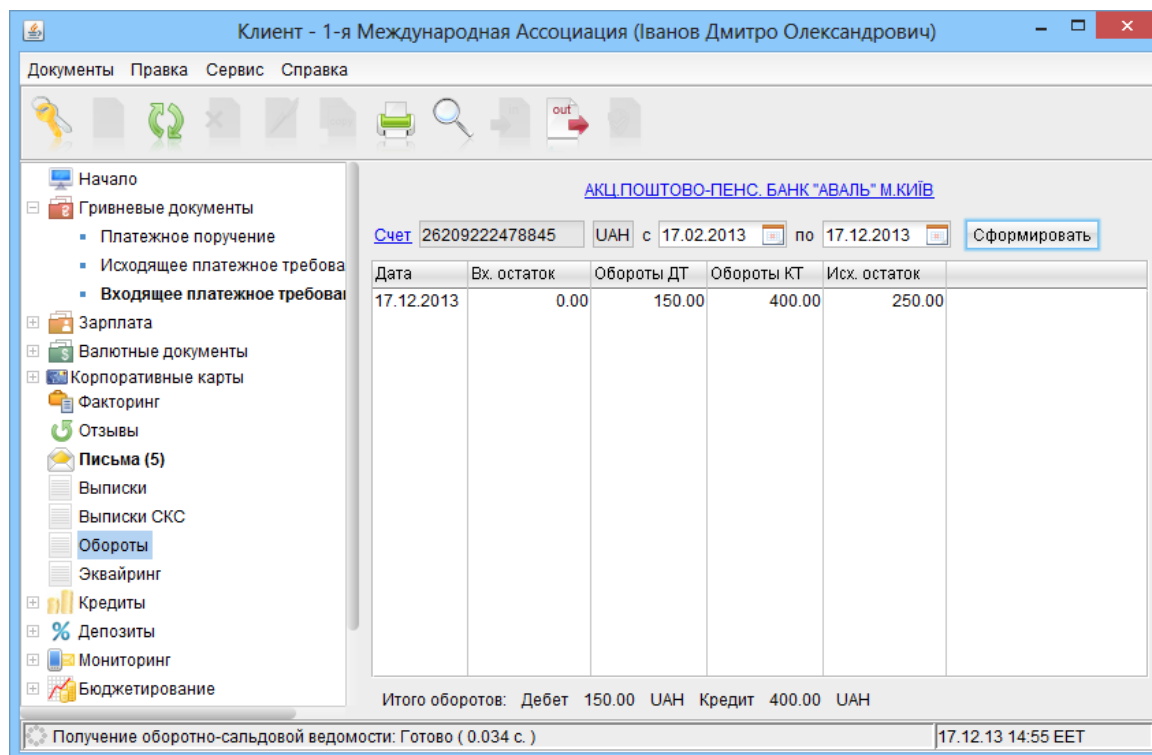 Клиент - 1-я Международная Ассоциация (Іванов Дмитро Олександрович)
Документы Правка Сервис Справка
out
Начало
Гривневые документы
Платежное поручение
Исходящее платежное требова
Входящее платежное требова
Зарплата
Валютные документы
Корпоративные карты
Факторинг
Отзывы
Письма (5)
Выписки
Выписки СКС
Обороты
Эквайринг
Кредиты
Депозиты
Мониторинг
Бюджетирование
АКЦ.ПОШТОВО-ПЕНС. БАНК "АВАЛЬ" М.КИЇВ
Счет 26209222478845 UAH с 17.02.2013 по 17.12.2013 Сформировать
Дата Вх. остаток Обороты ДТ Обороты КТ Исх. остаток
17.12.2013 0.00 150.00 400.00 250.00
Итого оборотов: Дебет 150.00 UAH Кредит 400.00 UAH
Получение оборотно-сальдовой ведомости: Готово ( 0.034 с. ) 17.12.13 14:55 EET